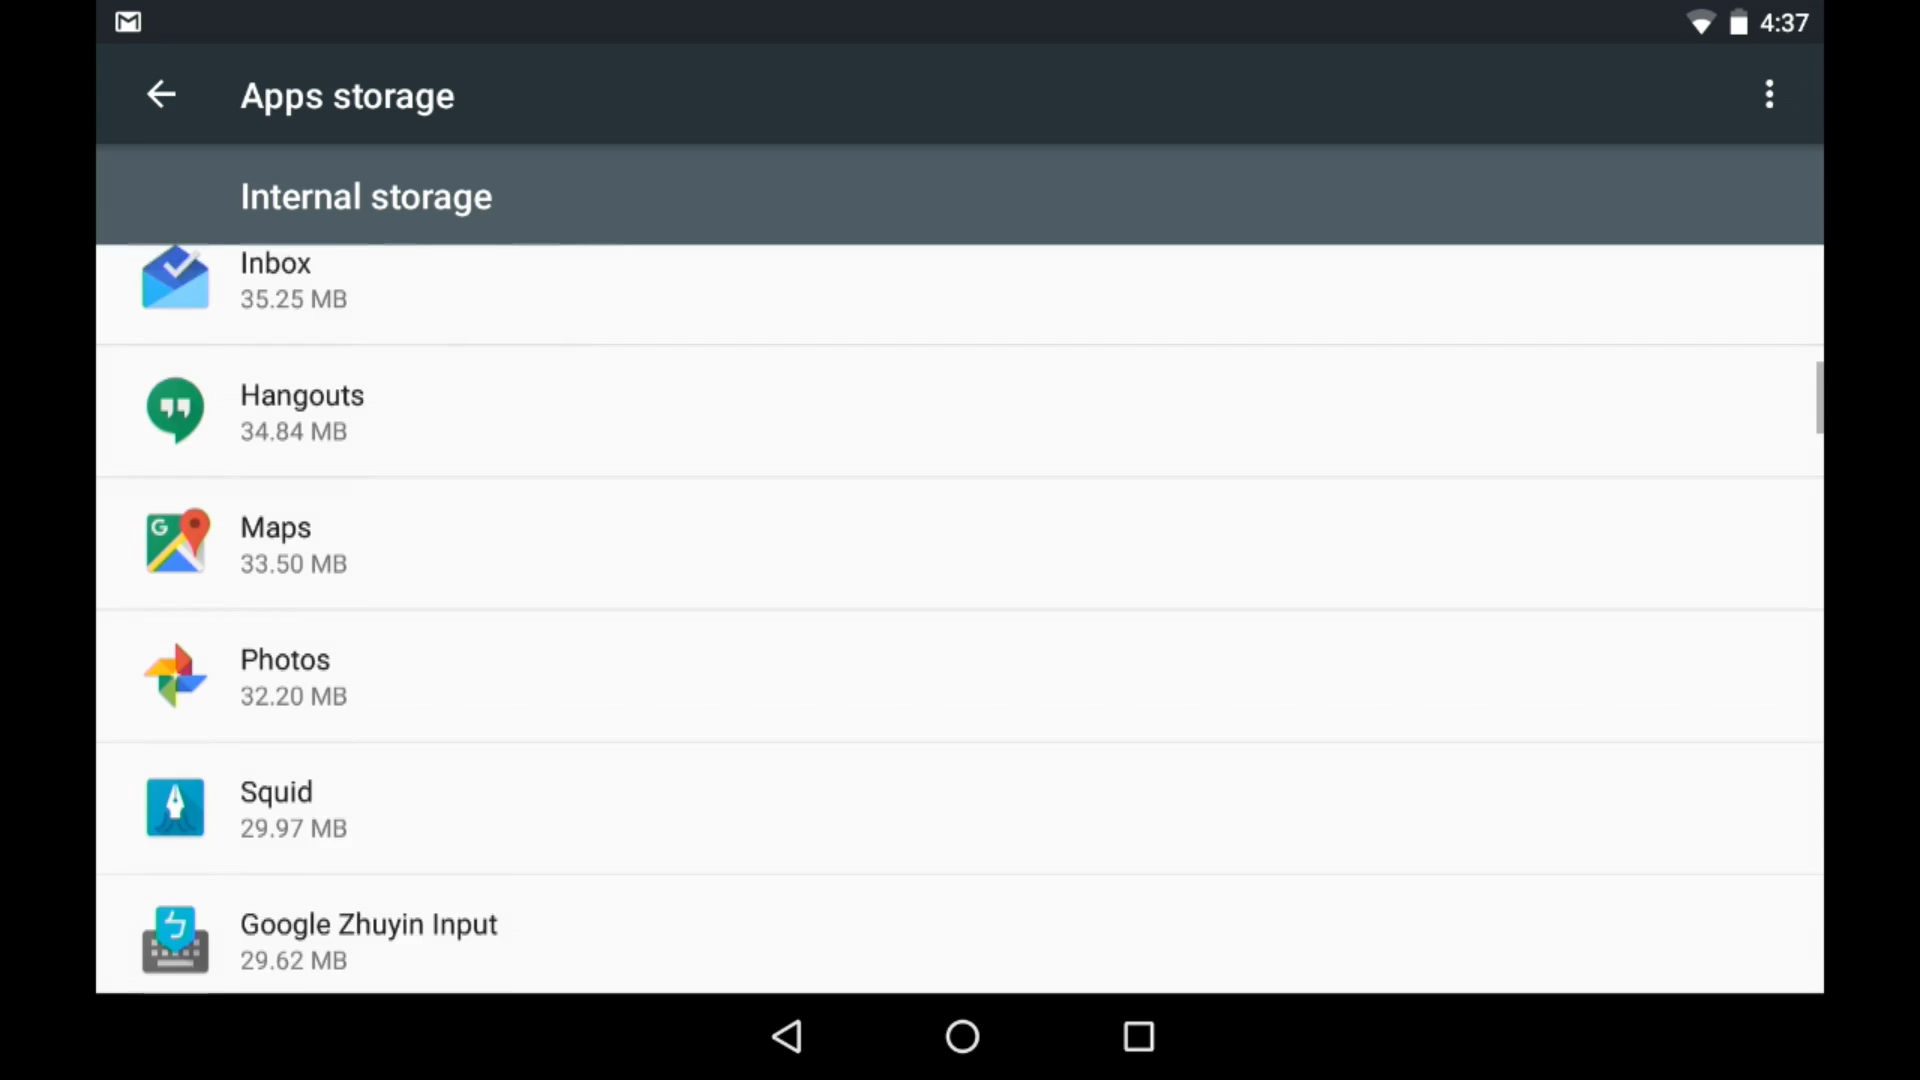 4:37
Apps storage
Internal storage
Inbox
35.25 MB
Hangouts
34.84 MB
G
Maps
33.50 MB
Photos
32.20 MB
Squid
29.97 MB
ㄅ
Google Zhuyin Input
29.62 MB